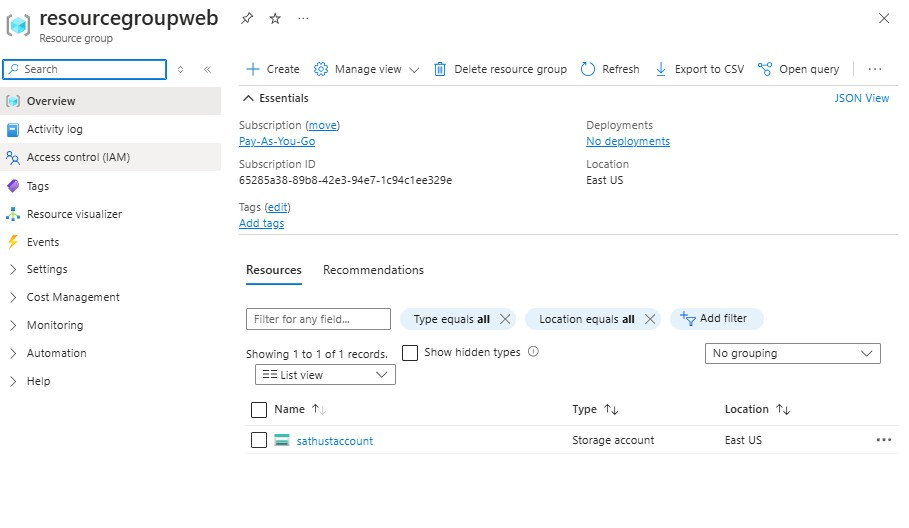 resourcegroupweb
Resource group
Search
Overview
Activity log
Access control (IAM)
Tags
Resource visualizer
Events
Settings
Cost Management
Monitoring
Automation
Help
Create
Manage view
Delete resource group
Refresh
Export to CSV
Open query
Essentials
JSON View
Subscription (move)
Pay-As-You-Go
Subscription ID
65285a38-89b8-42e3-94e7-1c94c1ee329e
Deployments
No deployments
Location
East US
Tags (edit)
Add tags
Resources Recommendations
Filter for any field...
Type equals all
Location equals all
Add filter
Showing 1 to 1 of 1 records.
Show hidden types
No grouping
List view
Name Type Location
sathustaccount Storage account East US